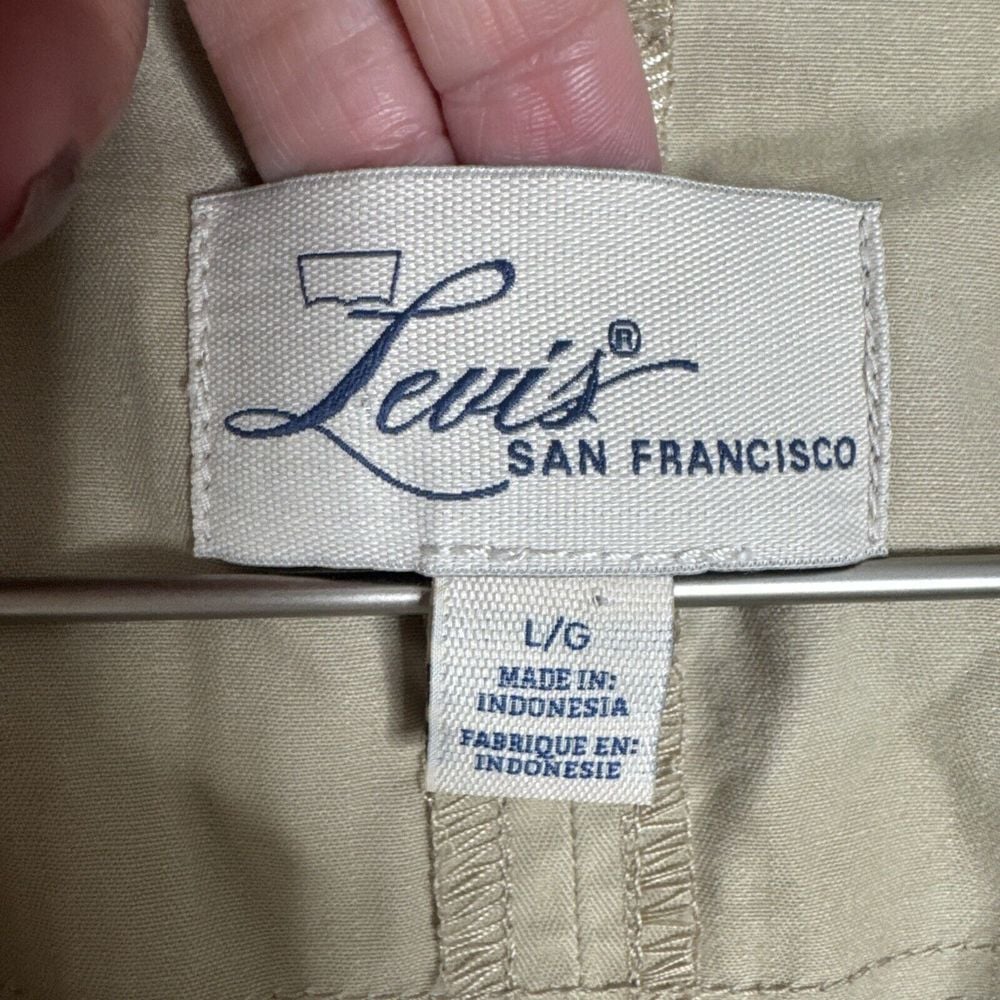 Levi's®
SAN FRANCISCO
L/G
MADE IN:
INDONESIA
FABRIQUE EN:
INDONESIE